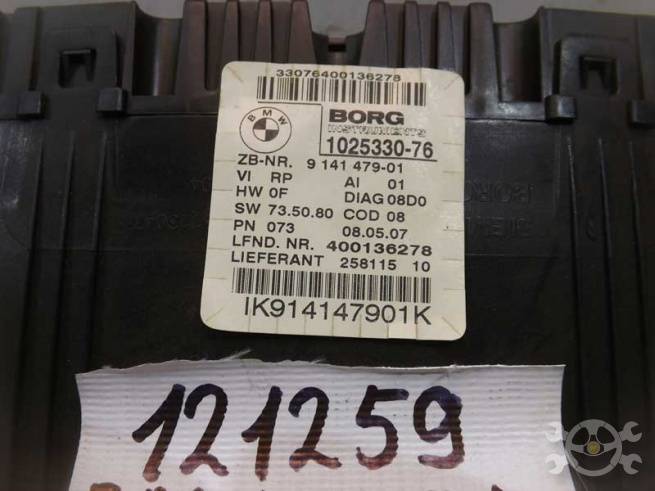 33076400136278
BMW
BORG
INSTRUMENTS
1025330-76
ZB-NR. 9 141 479-01
VI RP AI 01
HW 0F DIAG 08D0
SW 73.50.80 COD 08
PN 073 08.05.07
LFND. NR. 400136278
LIEFERANT 258115 10
IK914147901K
121259